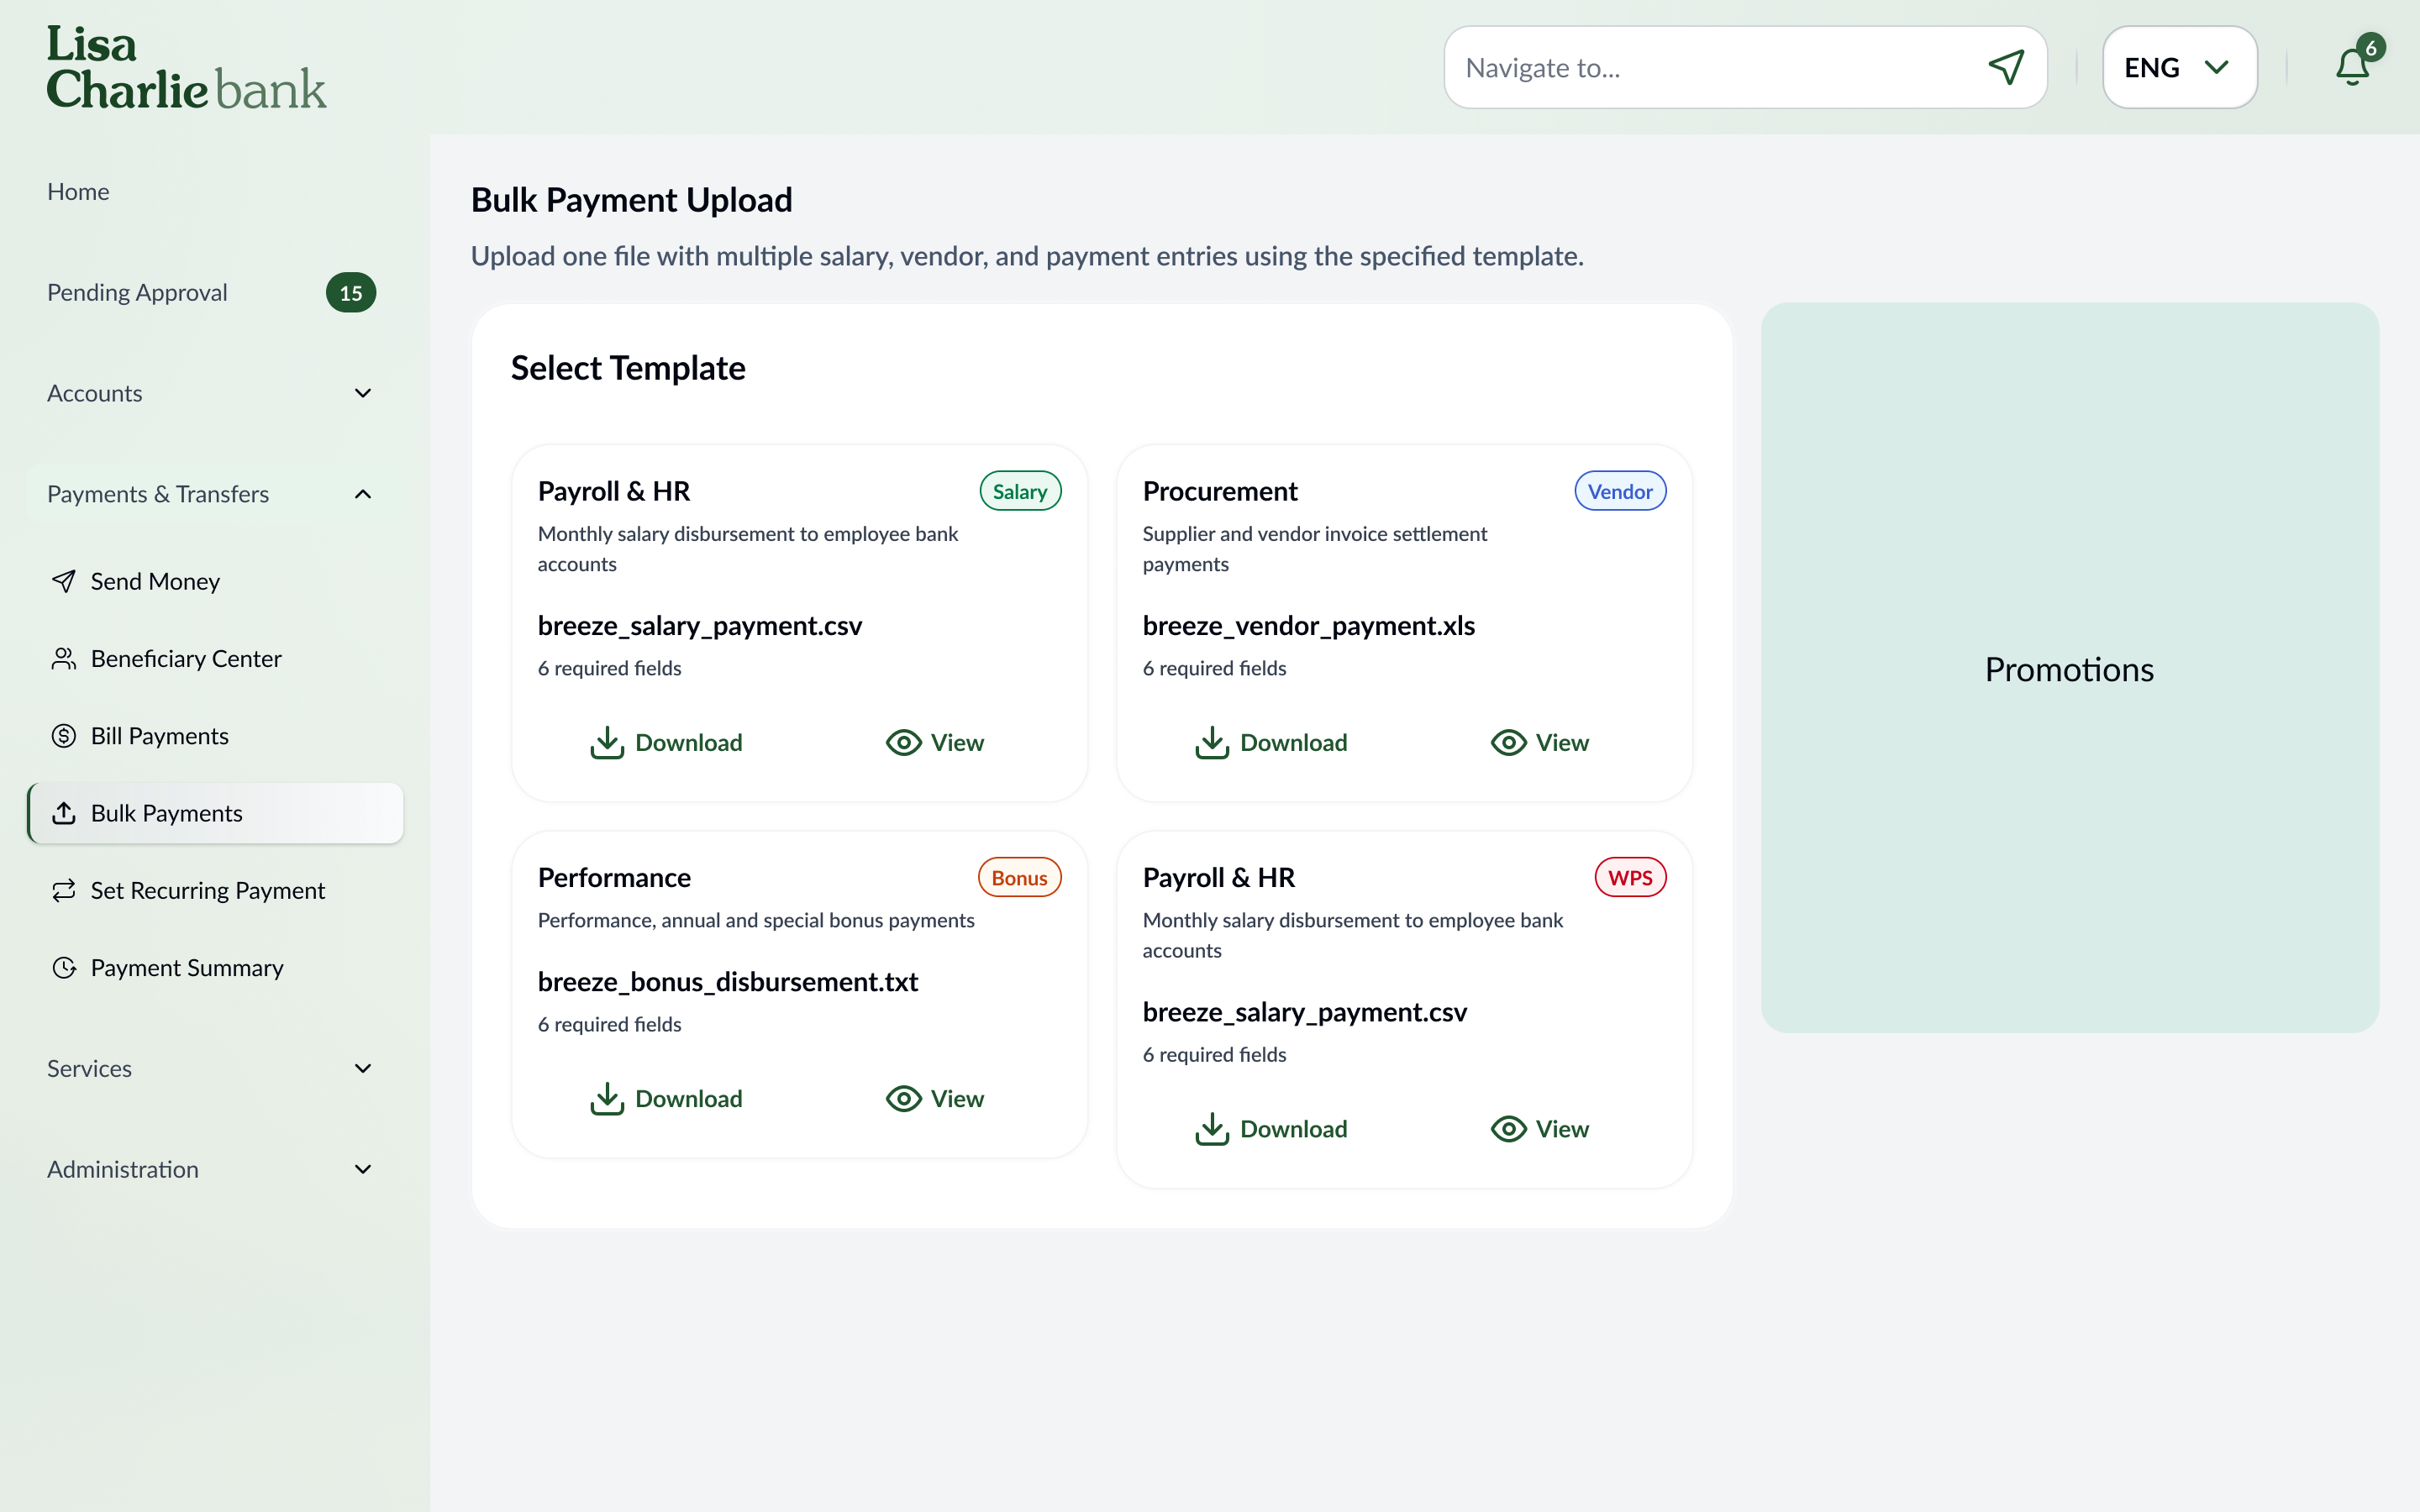 Lisa
Charlie bank
Navigate to...
ENG
6
Home
Pending Approval
15
Accounts
Payments & Transfers
Send Money
Beneficiary Center
Bill Payments
Bulk Payments
Set Recurring Payment
Payment Summary
Services
Administration
Bulk Payment Upload
Upload one file with multiple salary, vendor, and payment entries using the specified template.
Select Template
Payroll & HR
Salary
Monthly salary disbursement to employee bank
accounts
breeze_salary_payment.csv
6 required fields
Download
View
Procurement
Vendor
Supplier and vendor invoice settlement
payments
breeze_vendor_payment.xls
6 required fields
Download
View
Performance
Bonus
Performance, annual and special bonus payments
breeze_bonus_disbursement.txt
6 required fields
Download
View
Payroll & HR
WPS
Monthly salary disbursement to employee bank
accounts
breeze_salary_payment.csv
6 required fields
Download
View
Promotions